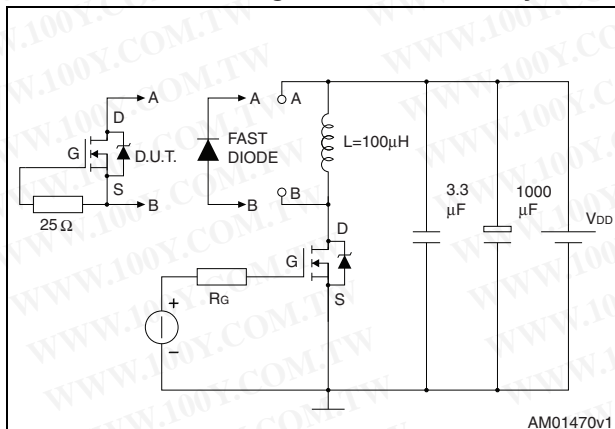 A
D
G
D.U.T.
S
B
25 Ω
A
FAST
DIODE
B
A
L=100μH
B
D
G
S
RG
+
−
3.3
μF
1000
μF
VDD
AM01470v1
WWW.100Y.COM.TW